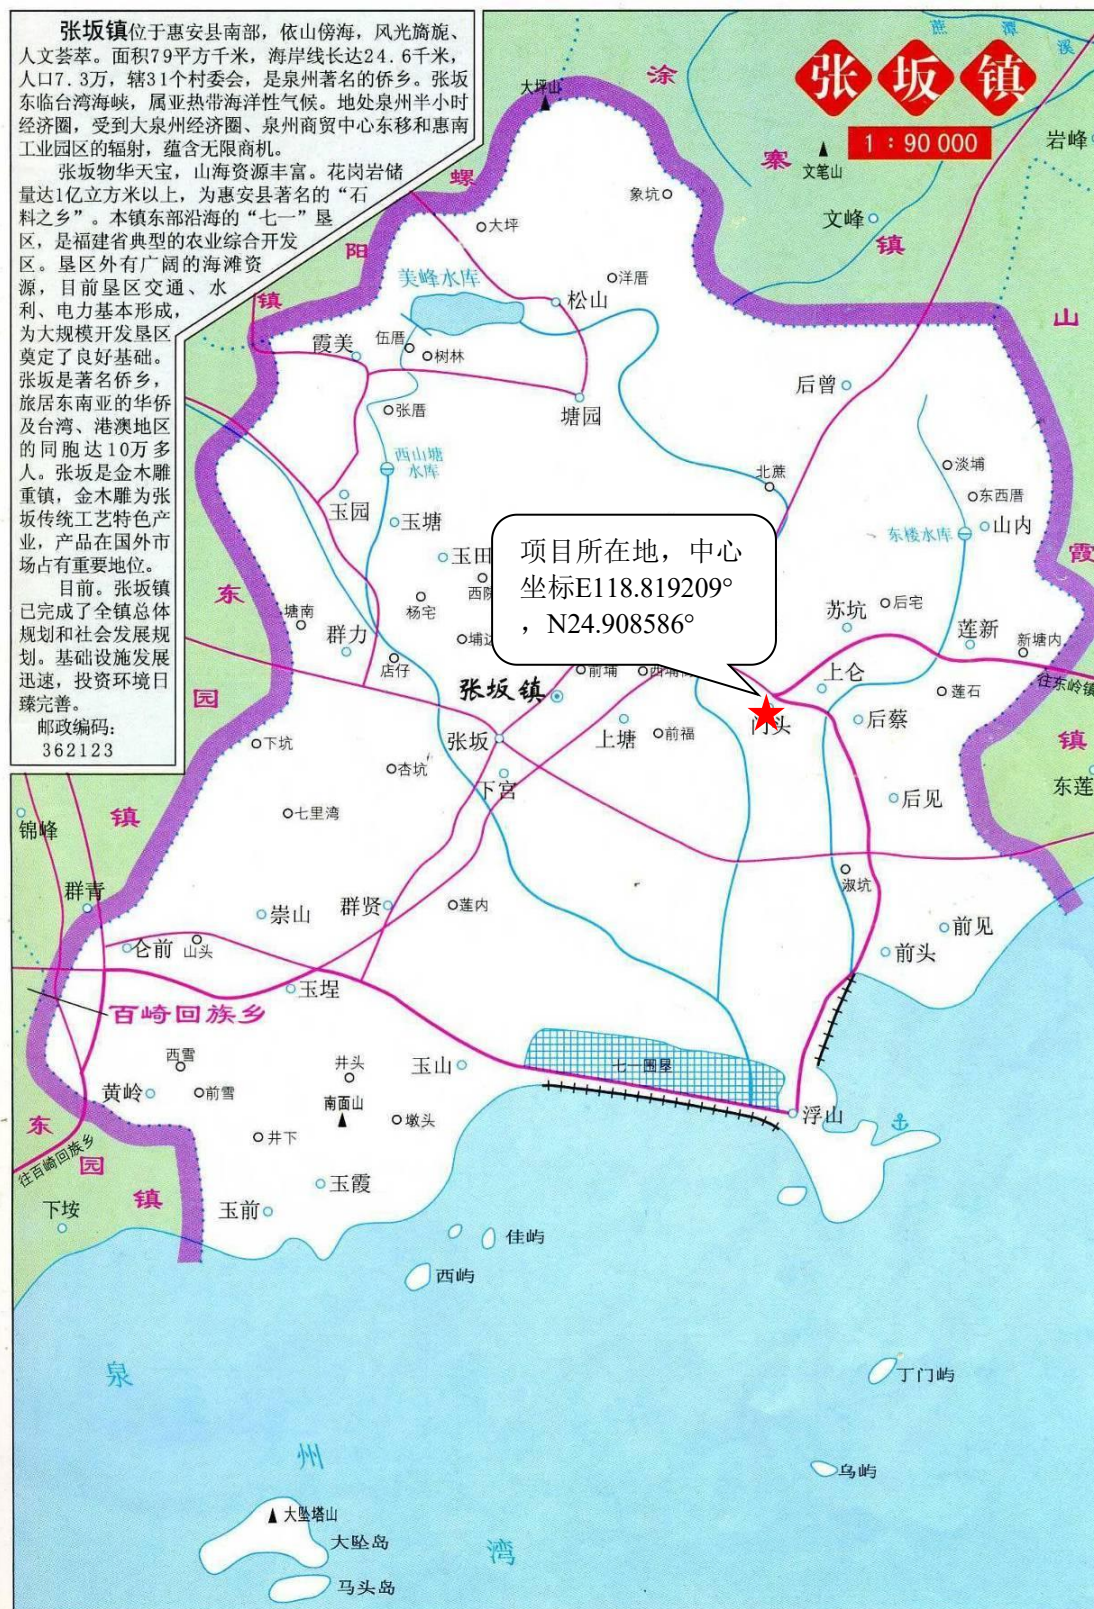 张坂镇位于惠安县南部，依山傍海，风光旖旎、
人文荟萃。面积79平方千米，海岸线长达24.6千米，
人口7.3万，辖31个村委会，是泉州著名的侨乡。张坂
东临台湾海峡，属亚热带海洋性气候。地处泉州半小时
经济圈，受到大泉州经济圈、泉州商贸中心东移和惠南
工业园区的辐射，蕴含无限商机。
张坂物华天宝，山海资源丰富。花岗岩储
量达1亿立方米以上，为惠安县著名的“石
料之乡”。本镇东部沿海的“七一”垦
区，是福建省典型的农业综合开发
区。垦区外有广阔的海滩资
源，目前垦区交通、水
利、电力基本形成，
为大规模开发垦区
奠定了良好基础。
张坂是著名侨乡，
旅居东南亚的华侨
及台湾、港澳地区
的同胞达10万多
人。张坂是金木雕
重镇，金木雕为张
坂传统工艺特色产
业，产品在国外市
场占有重要地位。
目前。张坂镇
已完成了全镇总体
规划和社会发展规
划。基础设施发展
迅速，投资环境日
臻完善。
邮政编码：
362123
张坂镇
1：90 000
蔗潭溪
涂寨镇
大坪山
文笔山
岩峰
文峰
象坑
大坪
螺阳镇
美峰水库
洋厝
松山
山霞镇
霞美
伍厝
树林
后曾
张厝
塘园
西山塘
水库
北蔗
淡埔
东西厝
玉园
玉塘
东楼水库
山内
玉田
项目所在地，中心
坐标E118.819209°
，N24.908586°
杨宅
塘南
群力
苏坑
后宅
莲新
新塘内
店仔
前埔
上仑
莲石
往东岭镇
张坂镇
门头
后蔡
东园镇
下坑
张坂
上塘
前福
杏坑
下宫
东莲
后见
七里湾
锦峰
淑坑
群青
崇山
群贤
莲内
前见
仑前
山头
前头
玉埕
百崎回族乡
西雪
井头
玉山
七一围垦
黄岭
前雪
南面山
墩头
浮山
东园镇
井下
往百崎回族乡
玉霞
下垵
玉前
佳屿
西屿
泉州湾
丁门屿
乌屿
大坠塔山
大坠岛
马头岛